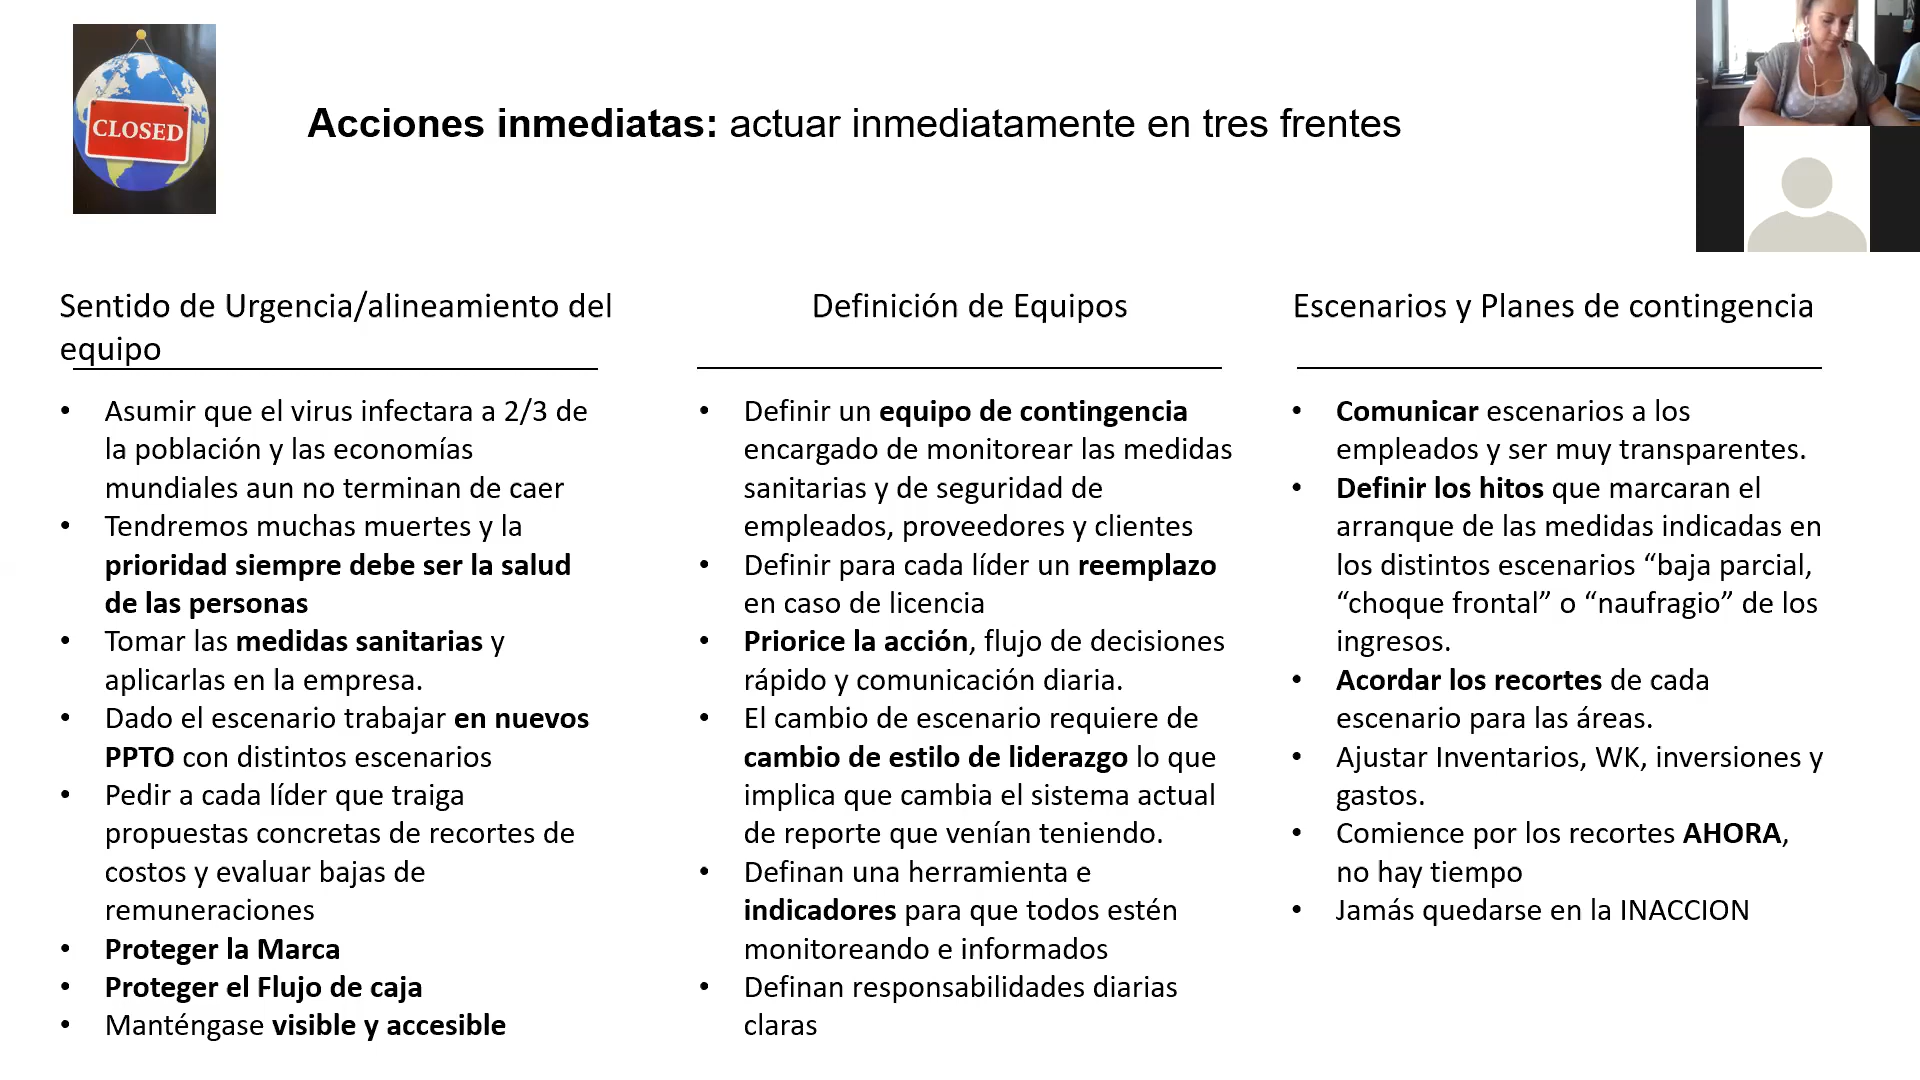 CLOSED
Acciones inmediatas: actuar inmediatamente en tres frentes
Sentido de Urgencia/alineamiento del
equipo
• Asumir que el virus infectara a 2/3 de
la población y las economías
mundiales aun no terminan de caer
• Tendremos muchas muertes y la
prioridad siempre debe ser la salud
de las personas
• Tomar las medidas sanitarias y
aplicarlas en la empresa.
• Dado el escenario trabajar en nuevos
PPTO con distintos escenarios
• Pedir a cada líder que traiga
propuestas concretas de recortes de
costos y evaluar bajas de
remuneraciones
• Proteger la Marca
• Proteger el Flujo de caja
• Manténgase visible y accesible
Definición de Equipos
• Definir un equipo de contingencia
encargado de monitorear las medidas
sanitarias y de seguridad de
empleados, proveedores y clientes
• Definir para cada líder un reemplazo
en caso de licencia
• Priorice la acción, flujo de decisiones
rápido y comunicación diaria.
• El cambio de escenario requiere de
cambio de estilo de liderazgo lo que
implica que cambia el sistema actual
de reporte que venían teniendo.
• Definan una herramienta e
indicadores para que todos estén
monitoreando e informados
• Definan responsabilidades diarias
claras
Escenarios y Planes de contingencia
• Comunicar escenarios a los
empleados y ser muy transparentes.
• Definir los hitos que marcaran el
arranque de las medidas indicadas en
los distintos escenarios “baja parcial,
“choque frontal” o “naufragio” de los
ingresos.
• Acordar los recortes de cada
escenario para las áreas.
• Ajustar Inventarios, WK, inversiones y
gastos.
• Comience por los recortes AHORA,
no hay tiempo
• Jamás quedarse en la INACCION